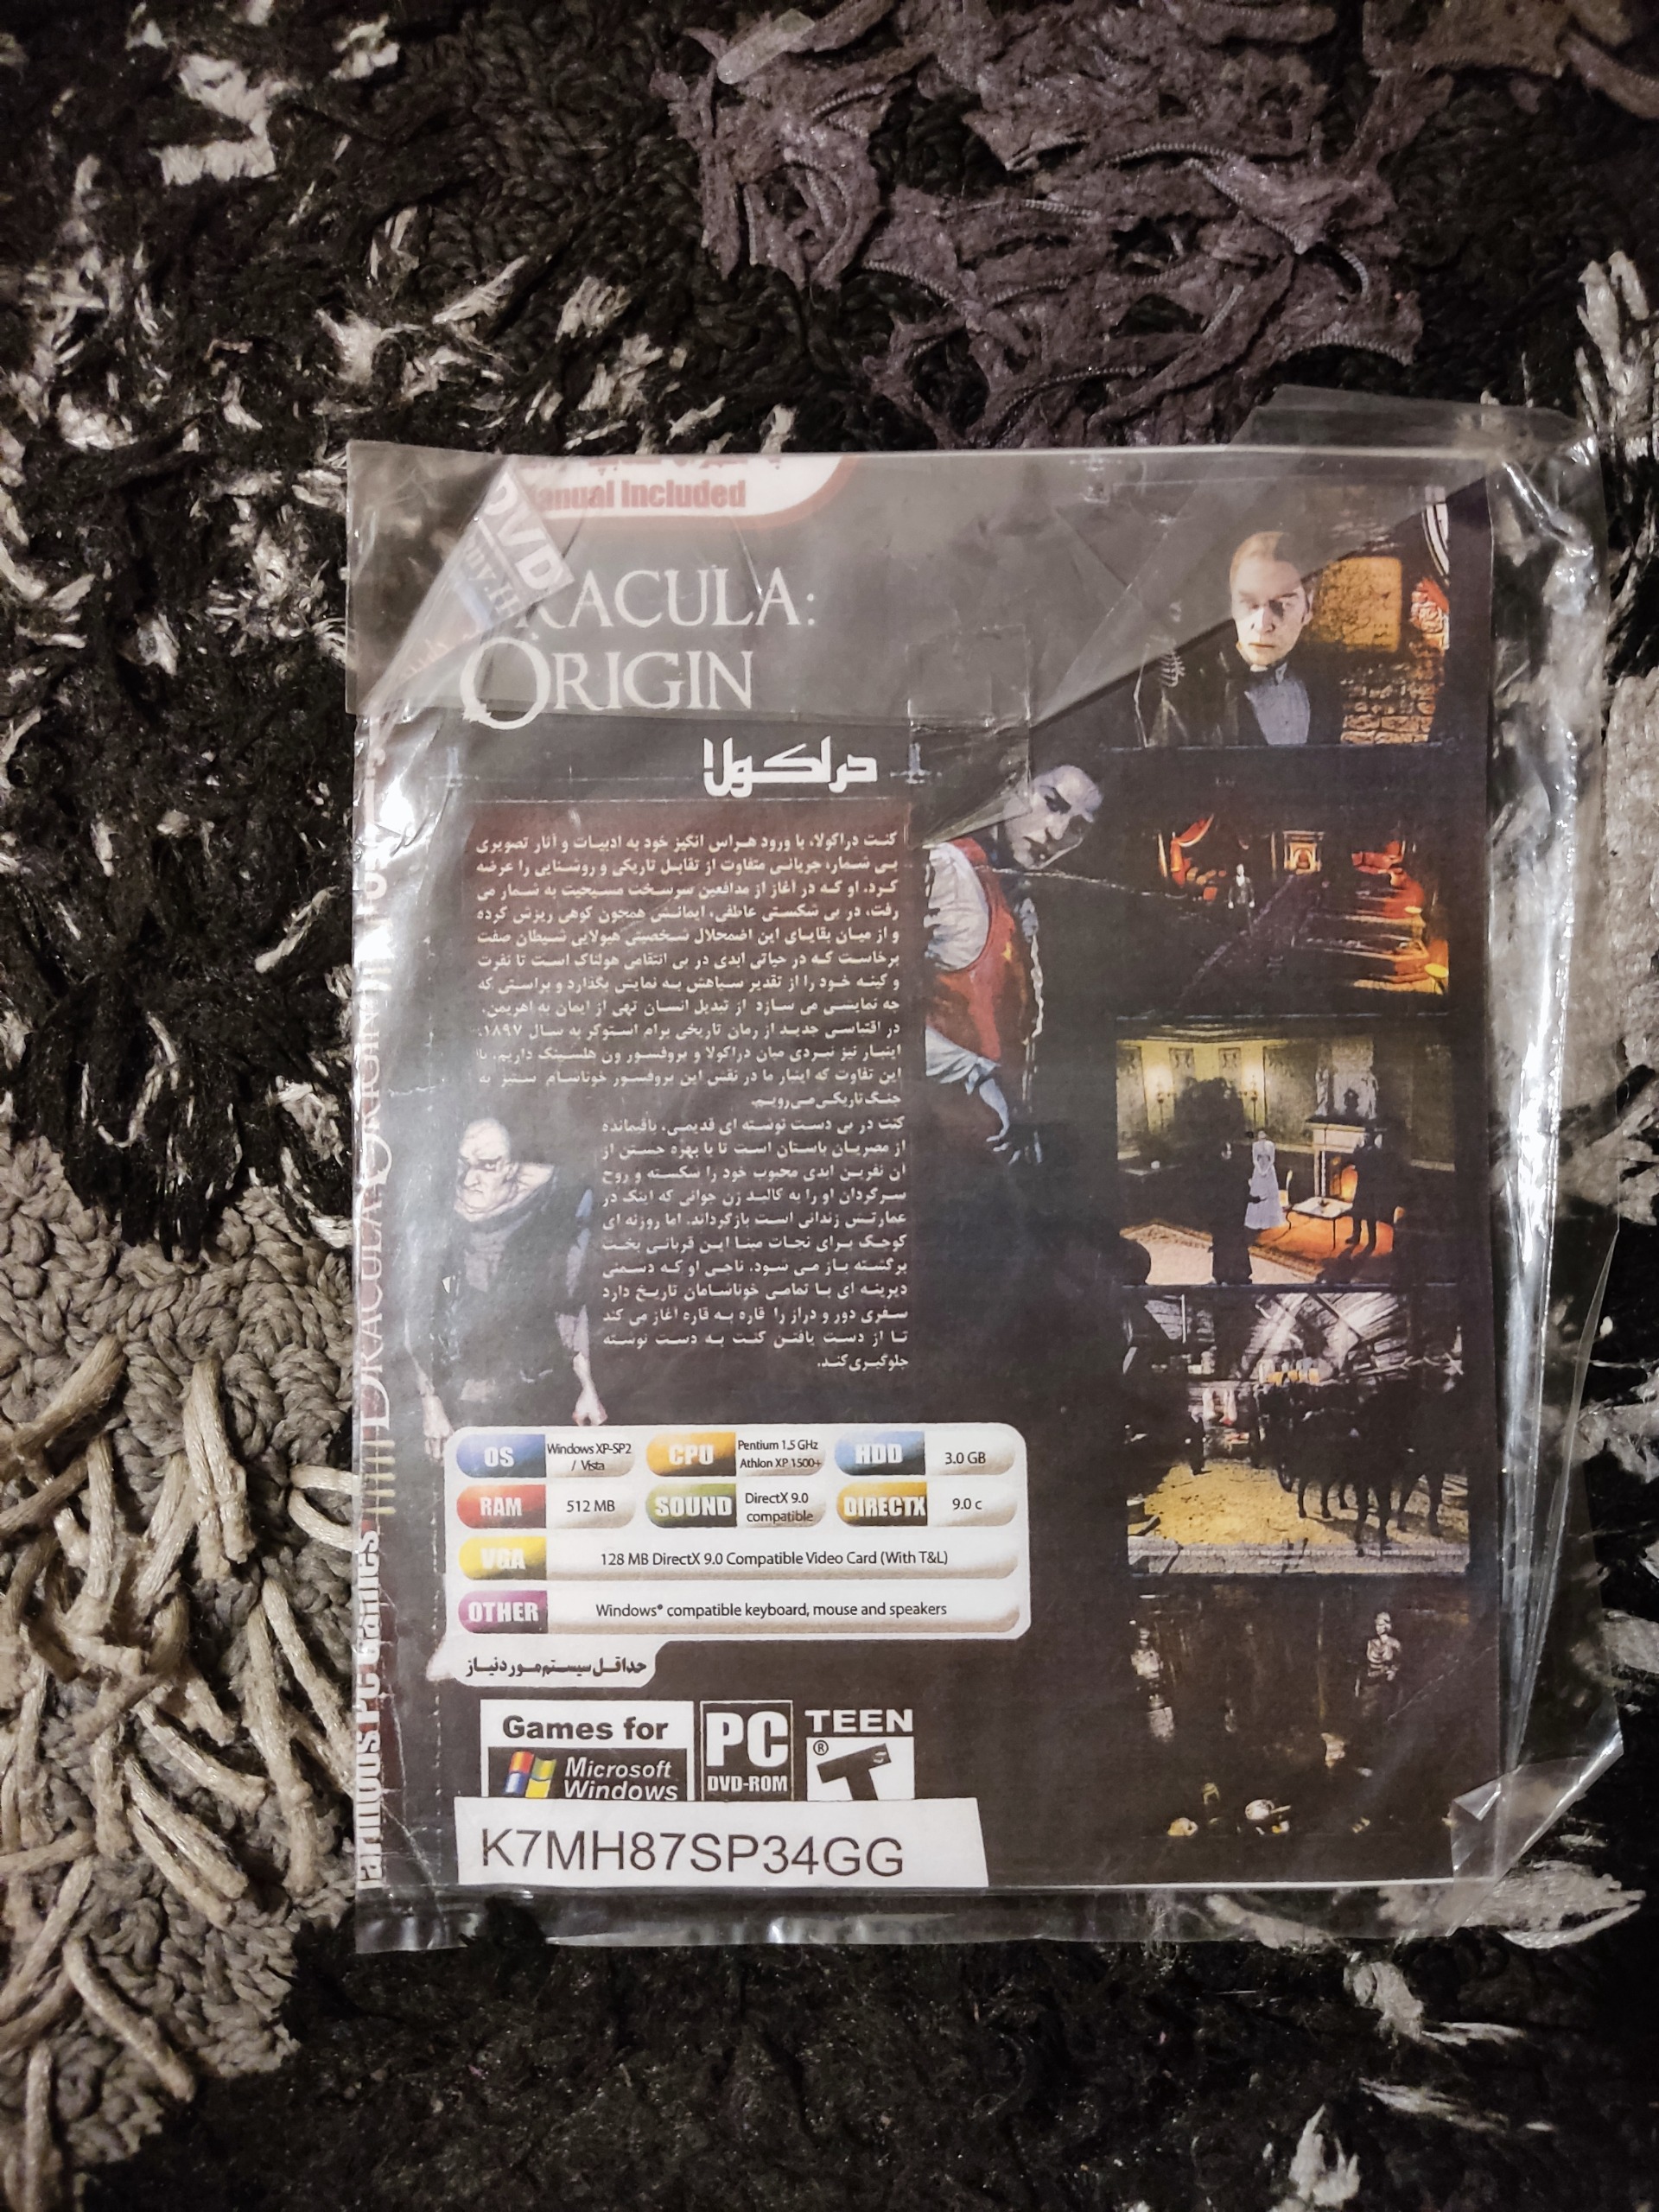 Manual Included
DVD
DRACULA:
ORIGIN
دراکولا
کنت دراکولا، با ورود هراس انگیز خود به ادبیات و آثار تصویری
بی شمار، جریانی متفاوت از تقابل تاریکی و روشنایی را عرضه
کرد. او که در آغاز از مدافعین سرسخت مسیحیت به شمار می
رفت، در پی شکستی عاطفی، ایمانش همچون کوهی ریزش کرده
و از میان بقایای این اضمحلال شخصیتی هیولایی شیطان صفت
برخاست که در حیاتی ابدی در پی انتقامی هولناک است تا نفرت
و کینه خود را از تقدیر سیاهش به نمایش بگذارد و براستی که
چه نمایشی می سازد از تبدیل انسان تهی از ایمان به اهریمن.
در اقتباسی جدید از رمان تاریخی برام استوکر به سال ۱۸۹۷،
اینبار نیز نبردی میان دراکولا و پروفسور ون هلسینگ داریم، با
این تفاوت که اینبار ما در نقش این پروفسور خوناشام ستیز به
جنگ تاریکی می‌رویم.
کنت در پی دست نوشته ای قدیمی، باقیمانده
از مصریان باستان است تا با بهره جستن از
آن نفرین ابدی محبوب خود را شکسته و روح
سرگردان او را به کالبد زن جوانی که اینک در
عمارتش زندانی است بازگرداند. اما روزنه ای
کوچک برای نجات مینا این قربانی بخت
برگشته باز می شود. ناجی او که دشمنی
دیرینه ای با تمامی خوناشامان تاریخ دارد
سفری دور و دراز را قاره به قاره آغاز می کند
تا از دست یافتن کنت به دست نوشته
جلوگیری کند.
OS Windows XP-SP2 / Vista CPU Pentium 1.5 GHz Athlon XP 1500+ HDD 3.0 GB
RAM 512 MB SOUND DirectX 9.0 compatible DIRECTX 9.0 c
VGA 128 MB DirectX 9.0 Compatible Video Card (With T&L)
OTHER Windows® compatible keyboard, mouse and speakers
حداقل سیستم مورد نیاز
Games for
Microsoft
Windows
PC
DVD-ROM
TEEN
T
®
K7MH87SP34GG
DRACULA ORIGIN
Famous PC Games